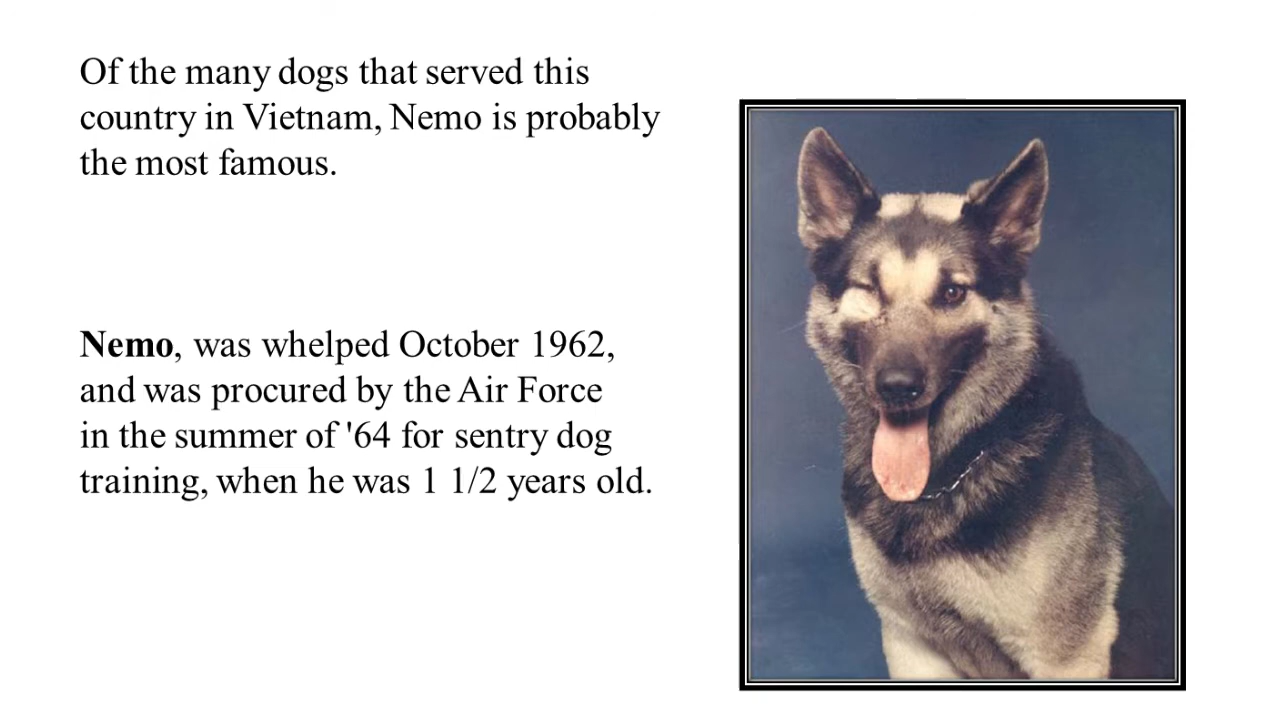 Of the many dogs that served this
country in Vietnam, Nemo is probably
the most famous.
Nemo, was whelped October 1962,
and was procured by the Air Force
in the summer of '64 for sentry dog
training, when he was 1 1/2 years old.